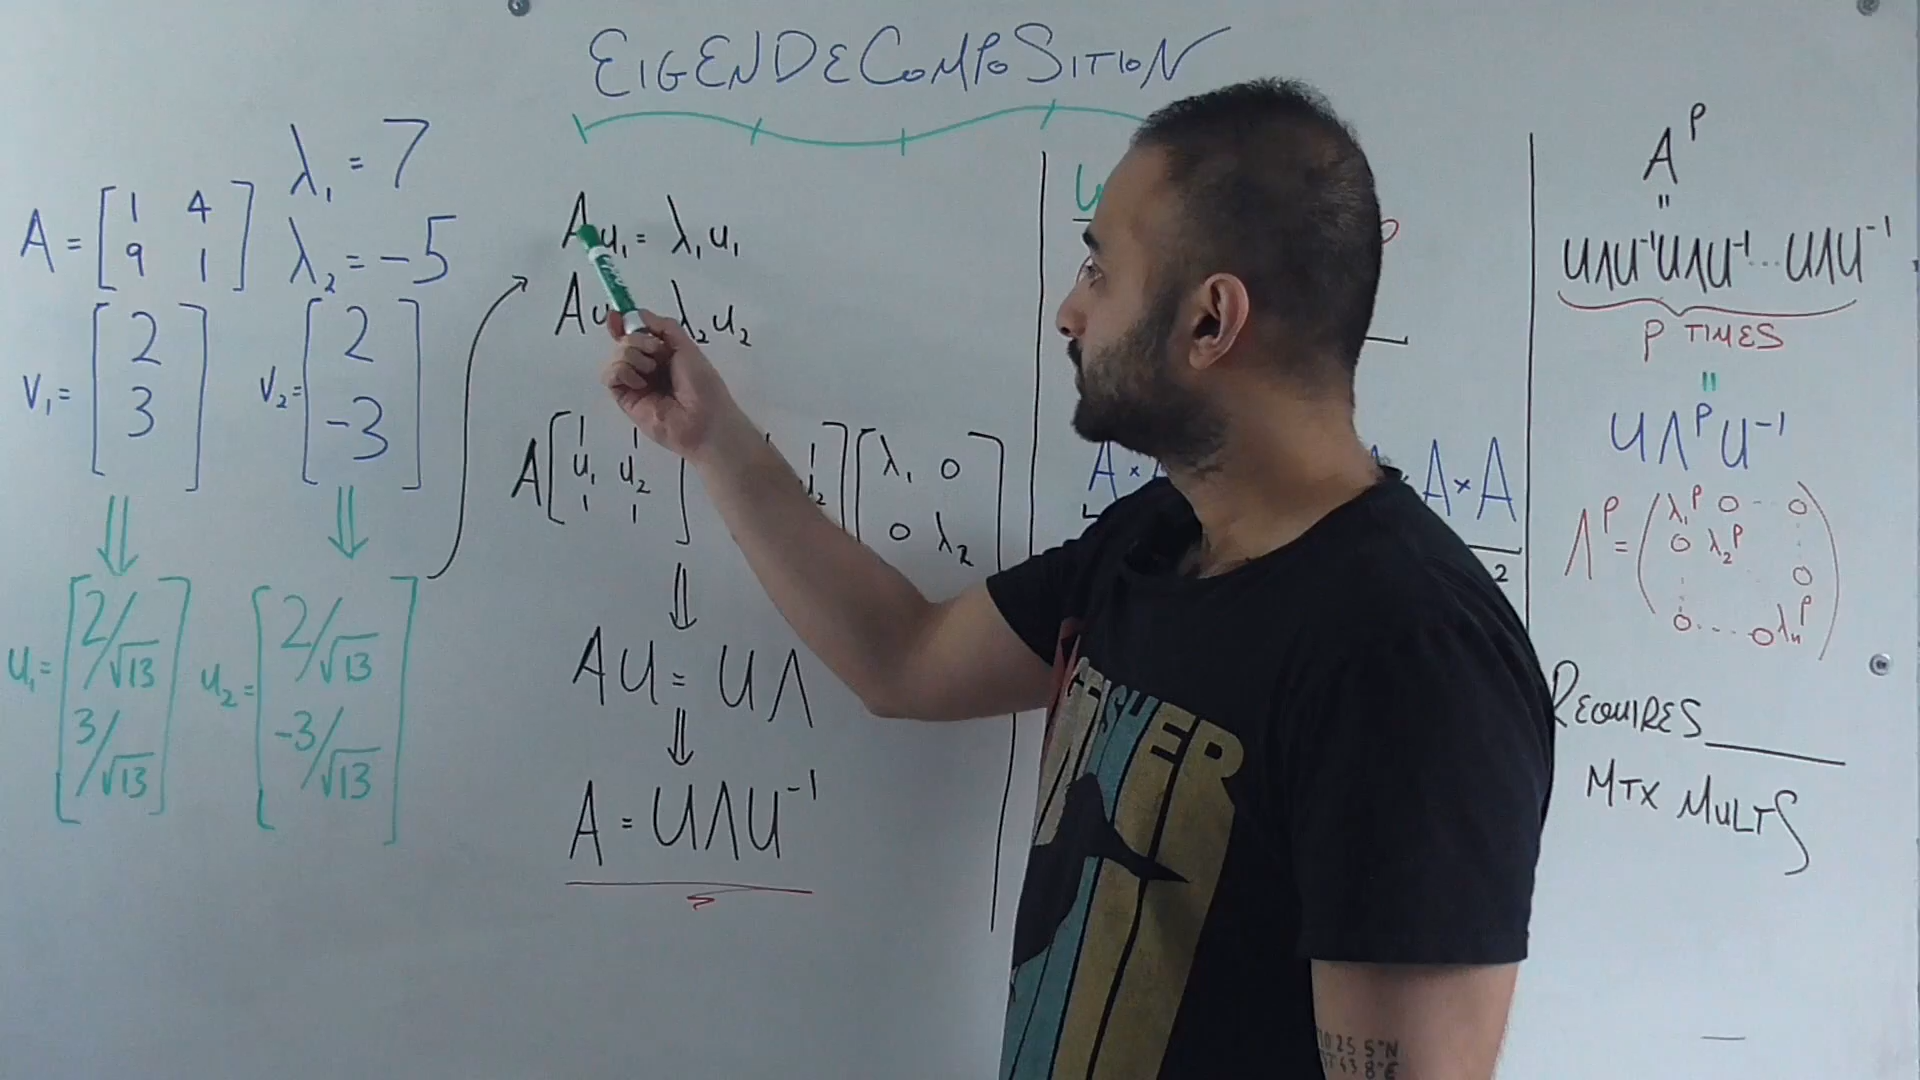 EIGENDECOMPOSITION
A = [1 4
9 1]
λ₁ = 7
λ₂ = -5
V₁ = [2
3]
V₂ = [2
-3]
u₁ = [2/√13
3/√13]
u₂ = [2/√13
-3/√13]
Au₁ = λ₁u₁
Au λ₂u₂
A[u₁ u₂] [λ₁ 0
0 λ₂]
AU = UΛ
A = UΛU⁻¹
A × A × A
2
Aᴾ
=
UΛU⁻¹UΛU⁻¹...UΛU⁻¹
P TIMES
=
UΛᴾU⁻¹
Λᴾ = (λ₁ᴾ 0 ... 0
0 λ₂ᴾ
0
0 ... 0 λₙᴾ)
REQUIRES ______
MTX MULTS